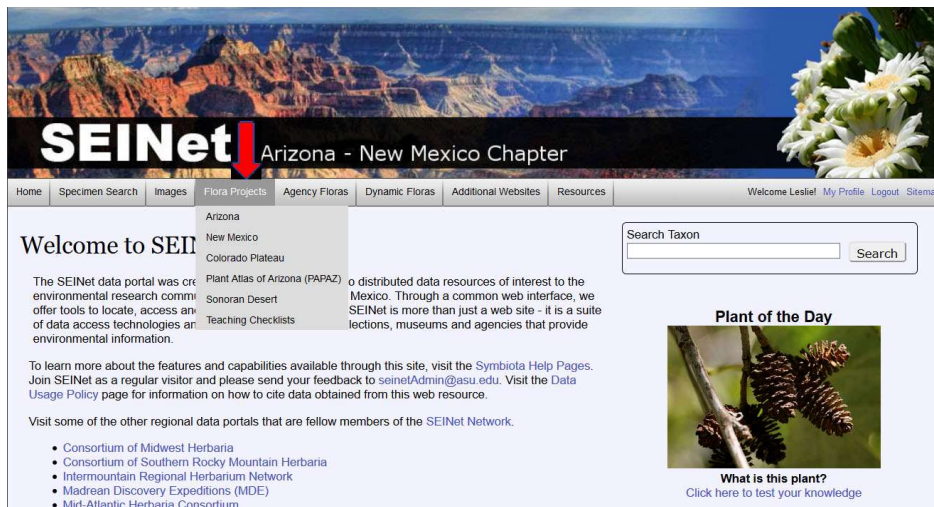 SEINet Arizona - New Mexico Chapter
Home Specimen Search Images Flora Projects Agency Floras Dynamic Floras Additional Websites Resources Welcome Leslie! My Profile Logout Sitema
Arizona
New Mexico
Colorado Plateau
Plant Atlas of Arizona (PAPAZ)
Sonoran Desert
Teaching Checklists
Welcome to SEIN
The SEINet data portal was cre o distributed data resources of interest to the
environmental research commu Mexico. Through a common web interface, we
offer tools to locate, access and SEINet is more than just a web site - it is a suite
of data access technologies an lections, museums and agencies that provide
environmental information.
To learn more about the features and capabilities available through this site, visit the Symbiota Help Pages.
Join SEINet as a regular visitor and please send your feedback to seinetAdmin@asu.edu. Visit the Data
Usage Policy page for information on how to cite data obtained from this web resource.
Visit some of the other regional data portals that are fellow members of the SEINet Network.
• Consortium of Midwest Herbaria
• Consortium of Southern Rocky Mountain Herbaria
• Intermountain Regional Herbarium Network
• Madrean Discovery Expeditions (MDE)
• Mid-Atlantic Herbaria Consortium
Search Taxon
Search
Plant of the Day
What is this plant?
Click here to test your knowledge